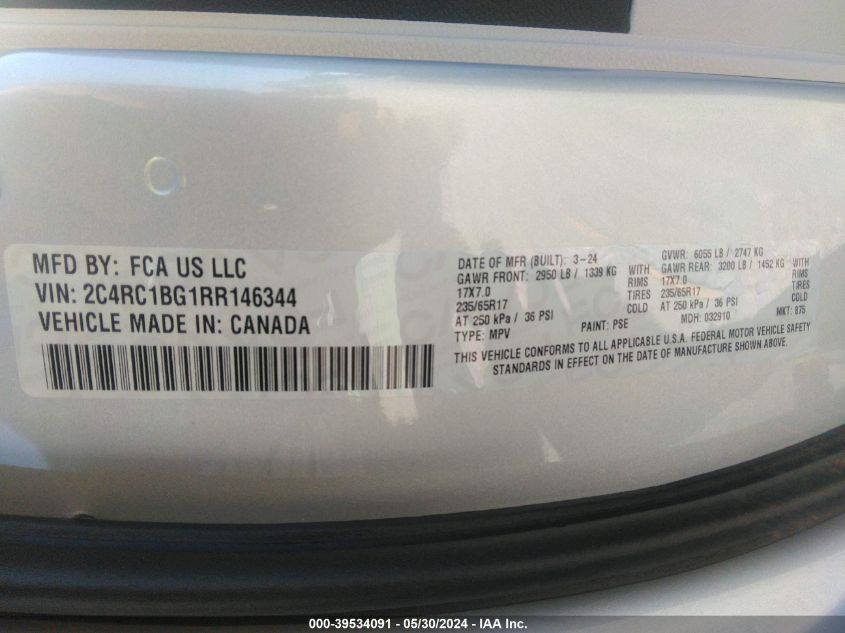 MFD BY: FCA US LLC
VIN: 2C4RC1BG1RR146344
VEHICLE MADE IN: CANADA
DATE OF MFR (BUILT): 3-24 GVWR: 6055 LB / 2747 KG
GAWR FRONT: 2950 LB / 1339 KG WITH GAWR REAR: 3200 LB / 1452 KG WITH
17X7.0 RIMS 17X7.0 RIMS
235/65R17 TIRES 235/65R17 TIRES
AT 250 kPa / 36 PSI COLD AT 250 kPa / 36 PSI COLD
TYPE: MPV PAINT: PSE MDH: 032910 MKT: 875
THIS VEHICLE CONFORMS TO ALL APPLICABLE U.S.A. FEDERAL MOTOR VEHICLE SAFETY
STANDARDS IN EFFECT ON THE DATE OF MANUFACTURE SHOWN ABOVE.
000-39534091 - 05/30/2024 - IAA Inc.